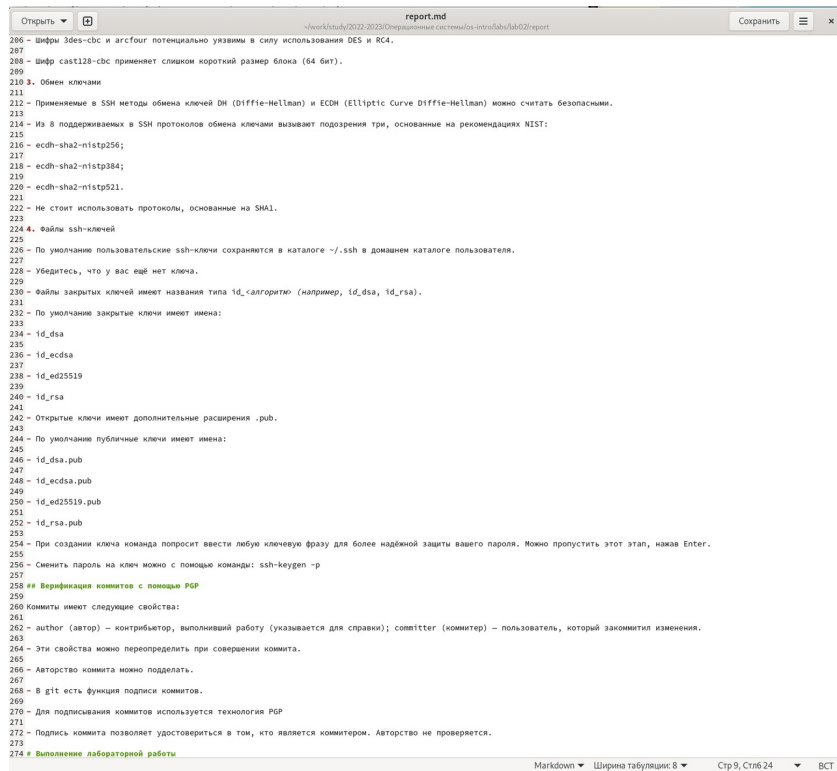 Открыть
report.md
~/work/study/2022-2023/Операционные системы/os-intro/labs/lab02/report
Сохранить
206 - Шифры 3des-cbc и arcfour потенциально уязвимы в силу использования DES и RC4.
207
208 - Шифр cast128-cbc применяет слишком короткий размер блока (64 бит).
209
210 3. Обмен ключами
211
212 - Применяемые в SSH методы обмена ключей DH (Diffie-Hellman) и ECDH (Elliptic Curve Diffie-Hellman) можно считать безопасными.
213
214 - Из 8 поддерживаемых в SSH протоколов обмена ключами вызывают подозрения три, основанные на рекомендациях NIST:
215
216 - ecdh-sha2-nistp256;
217
218 - ecdh-sha2-nistp384;
219
220 - ecdh-sha2-nistp521.
221
222 - Не стоит использовать протоколы, основанные на SHA1.
223
224 4. Файлы ssh-ключей
225
226 - По умолчанию пользовательские ssh-ключи сохраняются в каталоге ~/.ssh в домашнем каталоге пользователя.
227
228 - Убедитесь, что у вас ещё нет ключа.
229
230 - Файлы закрытых ключей имеют названия типа id_<алгоритм> (например, id_dsa, id_rsa).
231
232 - По умолчанию закрытые ключи имеют имена:
233
234 - id_dsa
235
236 - id_ecdsa
237
238 - id_ed25519
239
240 - id_rsa
241
242 - Открытые ключи имеют дополнительные расширения .pub.
243
244 - По умолчанию публичные ключи имеют имена:
245
246 - id_dsa.pub
247
248 - id_ecdsa.pub
249
250 - id_ed25519.pub
251
252 - id_rsa.pub
253
254 - При создании ключа команда попросит ввести любую ключевую фразу для более надёжной защиты вашего пароля. Можно пропустить этот этап, нажав Enter.
255
256 - Сменить пароль на ключ можно с помощью команды: ssh-keygen -p
257
258 ## Верификация коммитов с помощью PGP
259
260 Коммиты имеют следующие свойства:
261
262 - author (автор) — контрибьютор, выполнивший работу (указывается для справки); committer (коммитер) — пользователь, который закоммитил изменения.
263
264 - Эти свойства можно переопределить при совершении коммита.
265
266 - Авторство коммита можно подделать.
267
268 - В git есть функция подписи коммитов.
269
270 - Для подписывания коммитов используется технология PGP
271
272 - Подпись коммита позволяет удостовериться в том, кто является коммитером. Авторство не проверяется.
273
274 # Выполнение лабораторной работы
Markdown Ширина табуляции: 8 Стр 9, Стлб 24 ВСТ